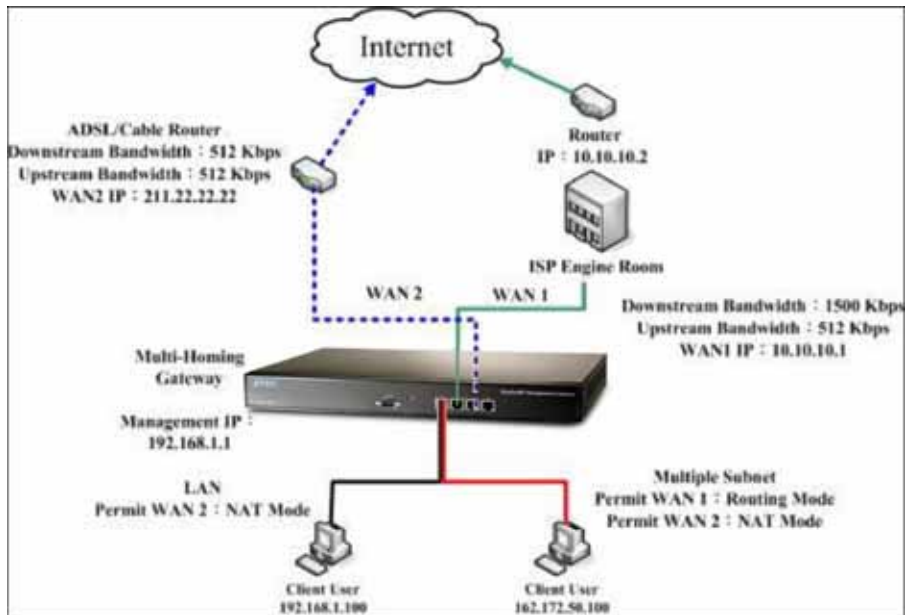 Internet
ADSL/Cable Router
Downstream Bandwidth：512 Kbps
Upstream Bandwidth：512 Kbps
WAN2 IP：211.22.22.22
Router
IP：10.10.10.2
ISP Engine Room
WAN 2
WAN 1
Downstream Bandwidth：1500 Kbps
Upstream Bandwidth：512 Kbps
WAN1 IP：10.10.10.1
Multi-Homing
Gateway
Management IP：
192.168.1.1
LAN
Permit WAN 2：NAT Mode
Multiple Subnet
Permit WAN 1：Routing Mode
Permit WAN 2：NAT Mode
Client User
192.168.1.100
Client User
162.172.50.100